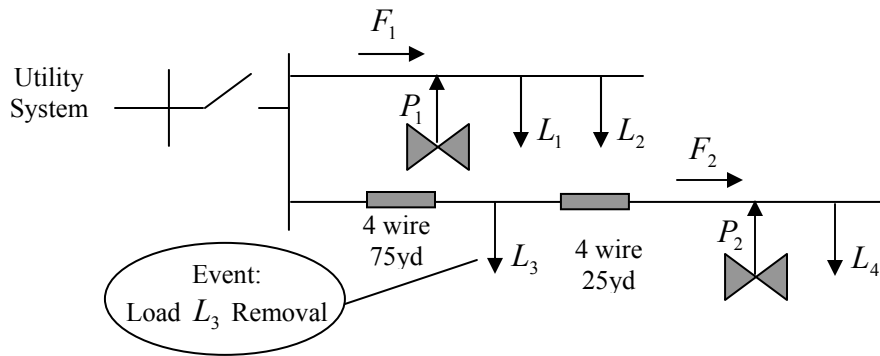 F₁
Utility
System
P₁
L₁
L₂
F₂
4 wire
75yd
L₃
4 wire
25yd
P₂
L₄
Event:
Load L₃ Removal